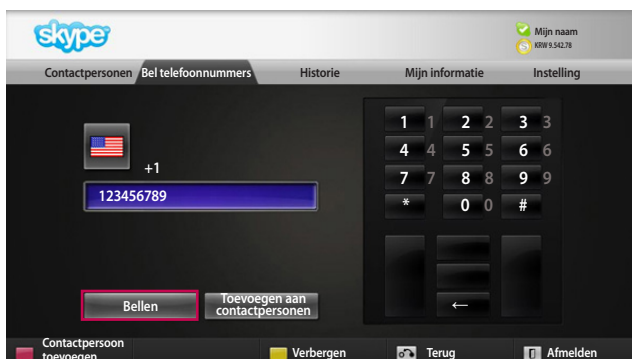 skype
Mijn naam
KRW 9.542.78
Contactpersonen Bel telefoonnummers Historie Mijn informatie Instelling
+1
123456789
1 1 2 2 3 3
4 4 5 5 6 6
7 7 8 8 9 9
* 0 0 #
←
Bellen
Toevoegen aan
contactpersonen
Contactpersoon
toevoegen
Verbergen
Terug
Afmelden